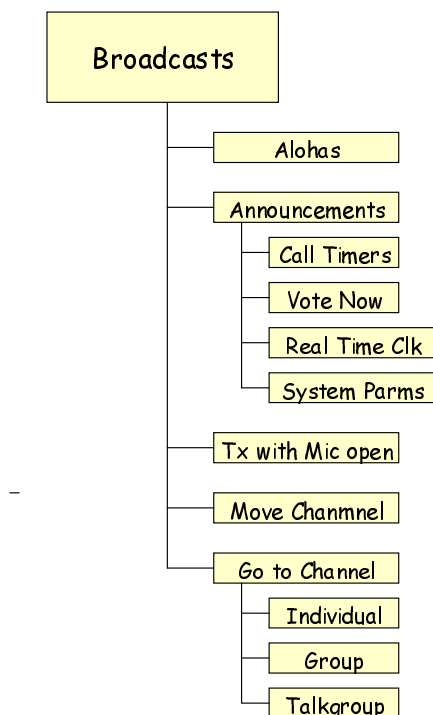 Broadcasts
Alohas
Announcements
Call Timers
Vote Now
Real Time Clk
System Parms
Tx with Mic open
Move Chanmnel
Go to Channel
Individual
Group
Talkgroup